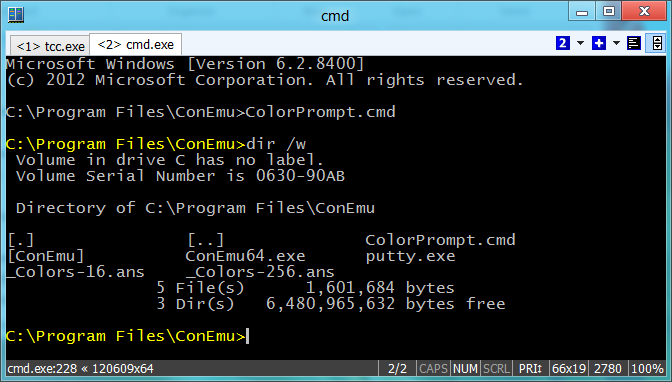 cmd
<1> tcc.exe <2> cmd.exe 2
Microsoft Windows [Version 6.2.8400]
(c) 2012 Microsoft Corporation. All rights reserved.
C:\Program Files\ConEmu>ColorPrompt.cmd
C:\Program Files\ConEmu>dir /w
Volume in drive C has no label.
Volume Serial Number is 0630-90AB
Directory of C:\Program Files\ConEmu
[.] [..] ColorPrompt.cmd
[ConEmu] ConEmu64.exe putty.exe
_Colors-16.ans _Colors-256.ans
5 File(s) 1,601,684 bytes
3 Dir(s) 6,480,965,632 bytes free
C:\Program Files\ConEmu>
cmd.exe:228 « 120609x64 2/2 CAPS NUM SCRL PRI↕ 66x19 2780 100%